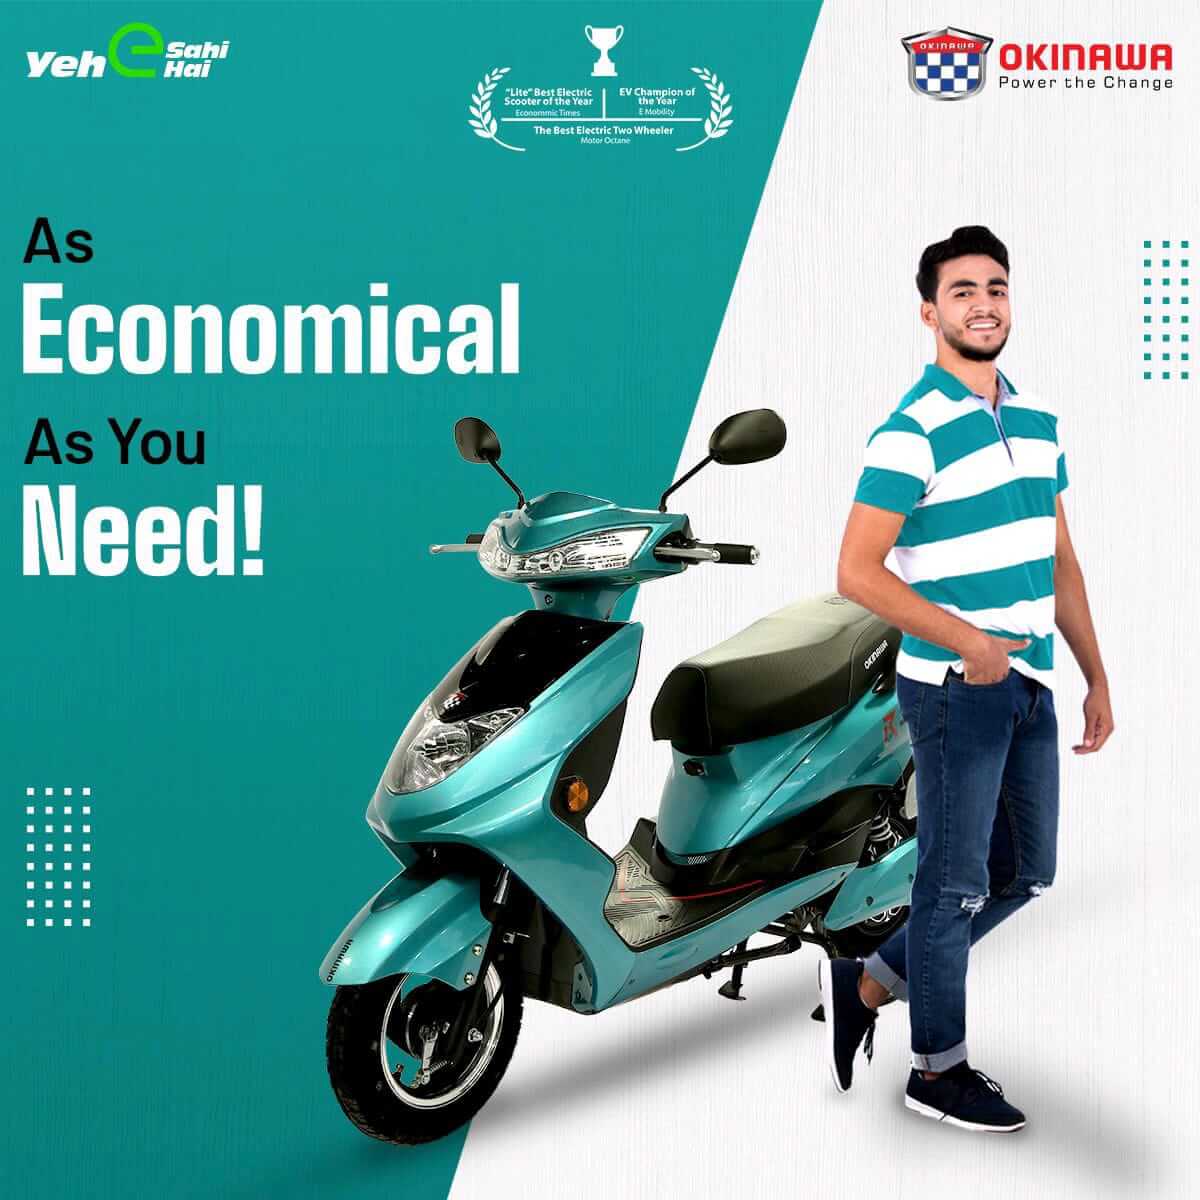 Yeh e Sahi
Hai
"Lite" Best Electric
Scooter of the Year
Econommic Times
EV Champion of
the Year
E Mobility
The Best Electric Two Wheeler
Motor Octane
OKINAWA
OKINAWA
Power the Change
As
Economical
As You
Need!
OKINAWA
OKINAWA